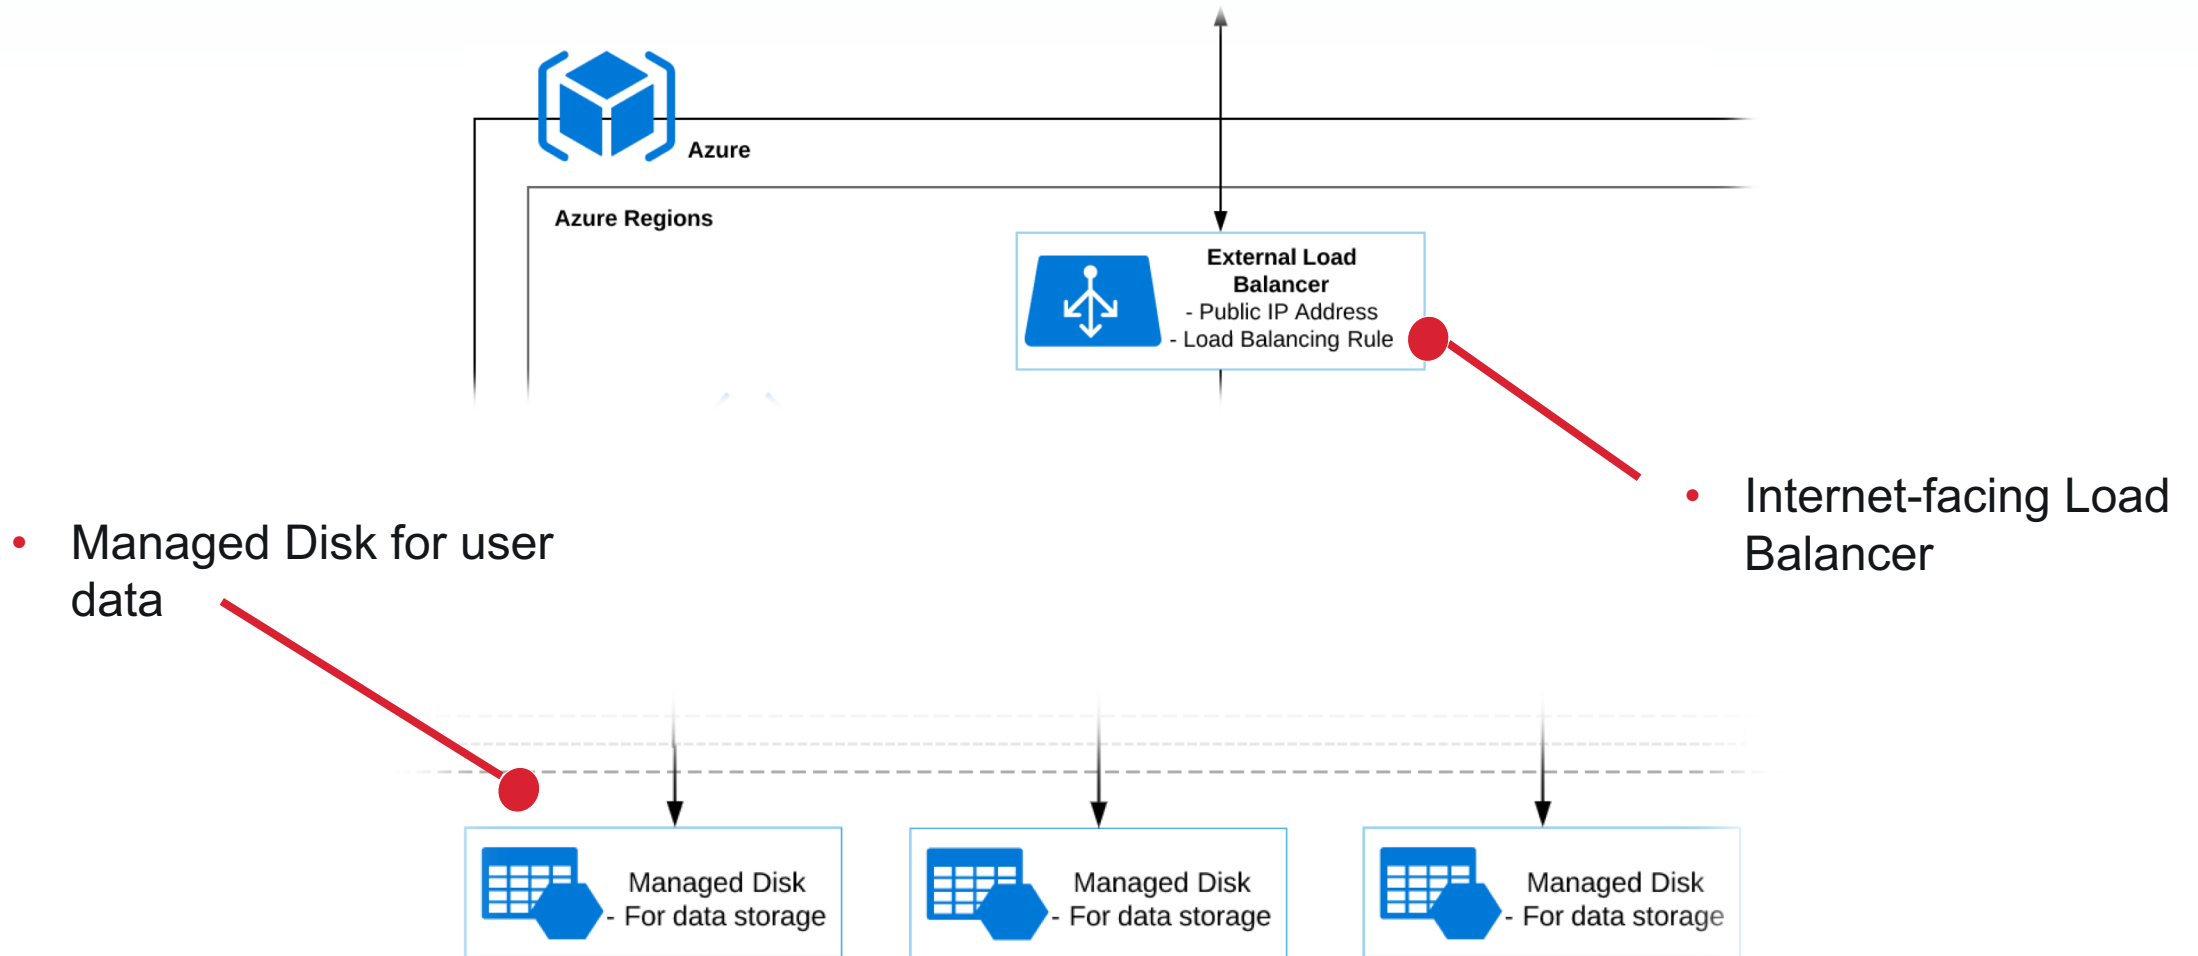 Azure
Azure Regions
External Load
Balancer
- Public IP Address
- Load Balancing Rule
• Internet-facing Load
Balancer
• Managed Disk for user
data
Managed Disk
- For data storage
Managed Disk
- For data storage
Managed Disk
- For data storage